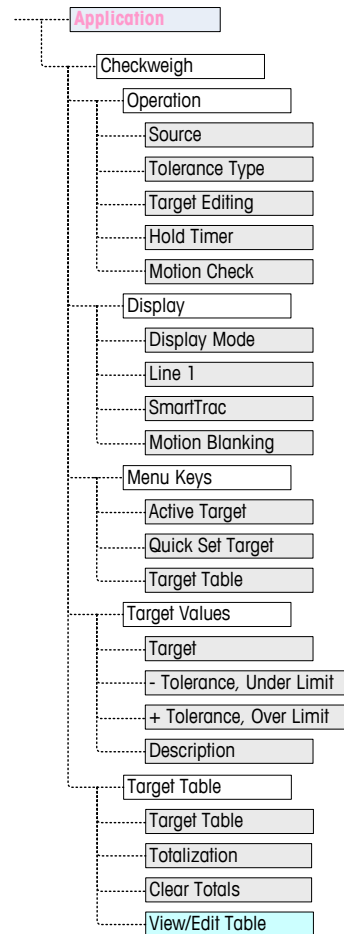 Application
Checkweigh
Operation
Source
Tolerance Type
Target Editing
Hold Timer
Motion Check
Display
Display Mode
Line 1
SmartTrac
Motion Blanking
Menu Keys
Active Target
Quick Set Target
Target Table
Target Values
Target
- Tolerance, Under Limit
+ Tolerance, Over Limit
Description
Target Table
Target Table
Totalization
Clear Totals
View/Edit Table